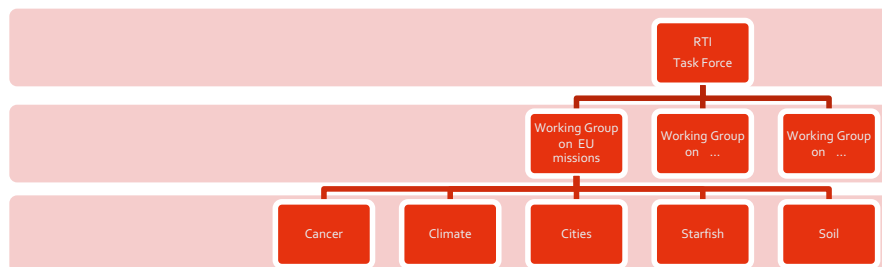 RTI
Task Force
Working Group
on EU
missions
Working Group
on ...
Working Group
on ...
Cancer
Climate
Cities
Starfish
Soil